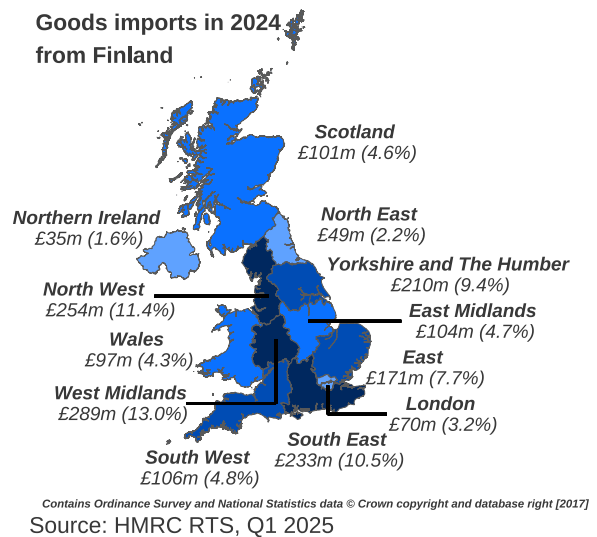 Goods imports in 2024
from Finland
Scotland
£101m (4.6%)
Northern Ireland
£35m (1.6%)
North East
£49m (2.2%)
Yorkshire and The Humber
£210m (9.4%)
North West
£254m (11.4%)
East Midlands
£104m (4.7%)
Wales
£97m (4.3%)
East
£171m (7.7%)
West Midlands
£289m (13.0%)
London
£70m (3.2%)
South East
£233m (10.5%)
South West
£106m (4.8%)
Contains Ordnance Survey and National Statistics data © Crown copyright and database right [2017]
Source: HMRC RTS, Q1 2025